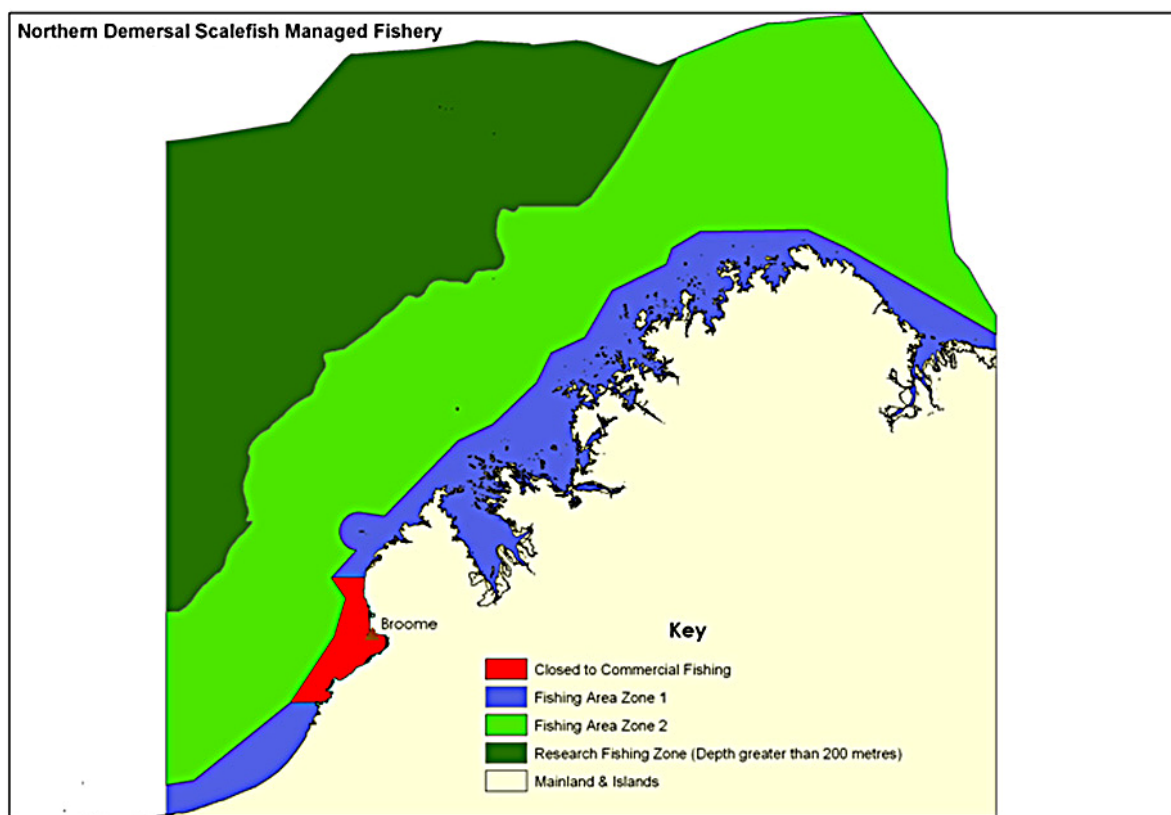 Northern Demersal Scalefish Managed Fishery
Broome
Key
Closed to Commercial Fishing
Fishing Area Zone 1
Fishing Area Zone 2
Research Fishing Zone (Depth greater than 200 metres)
Mainland & Islands